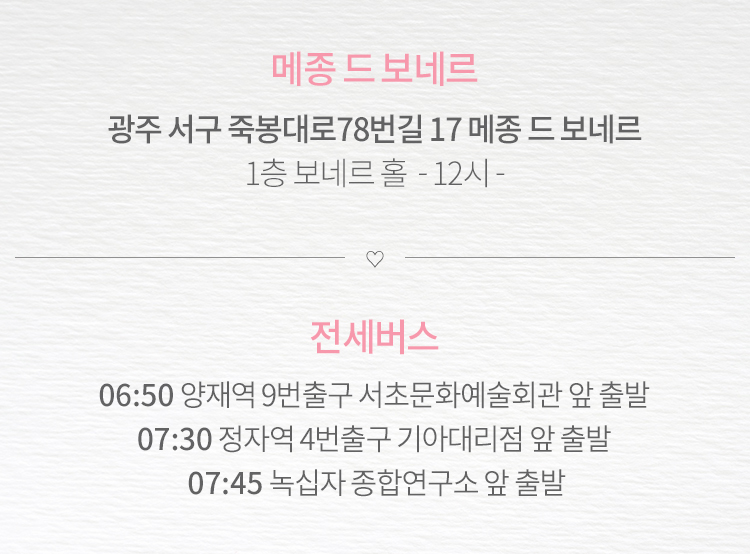 메종 드 보네르
광주 서구 죽봉대로78번길 17 메종 드 보네르
1층 보네르 홀 - 12시 -
♡
전세버스
06:50 양재역 9번출구 서초문화예술회관 앞 출발
07:30 정자역 4번출구 기아대리점 앞 출발
07:45 녹십자 종합연구소 앞 출발